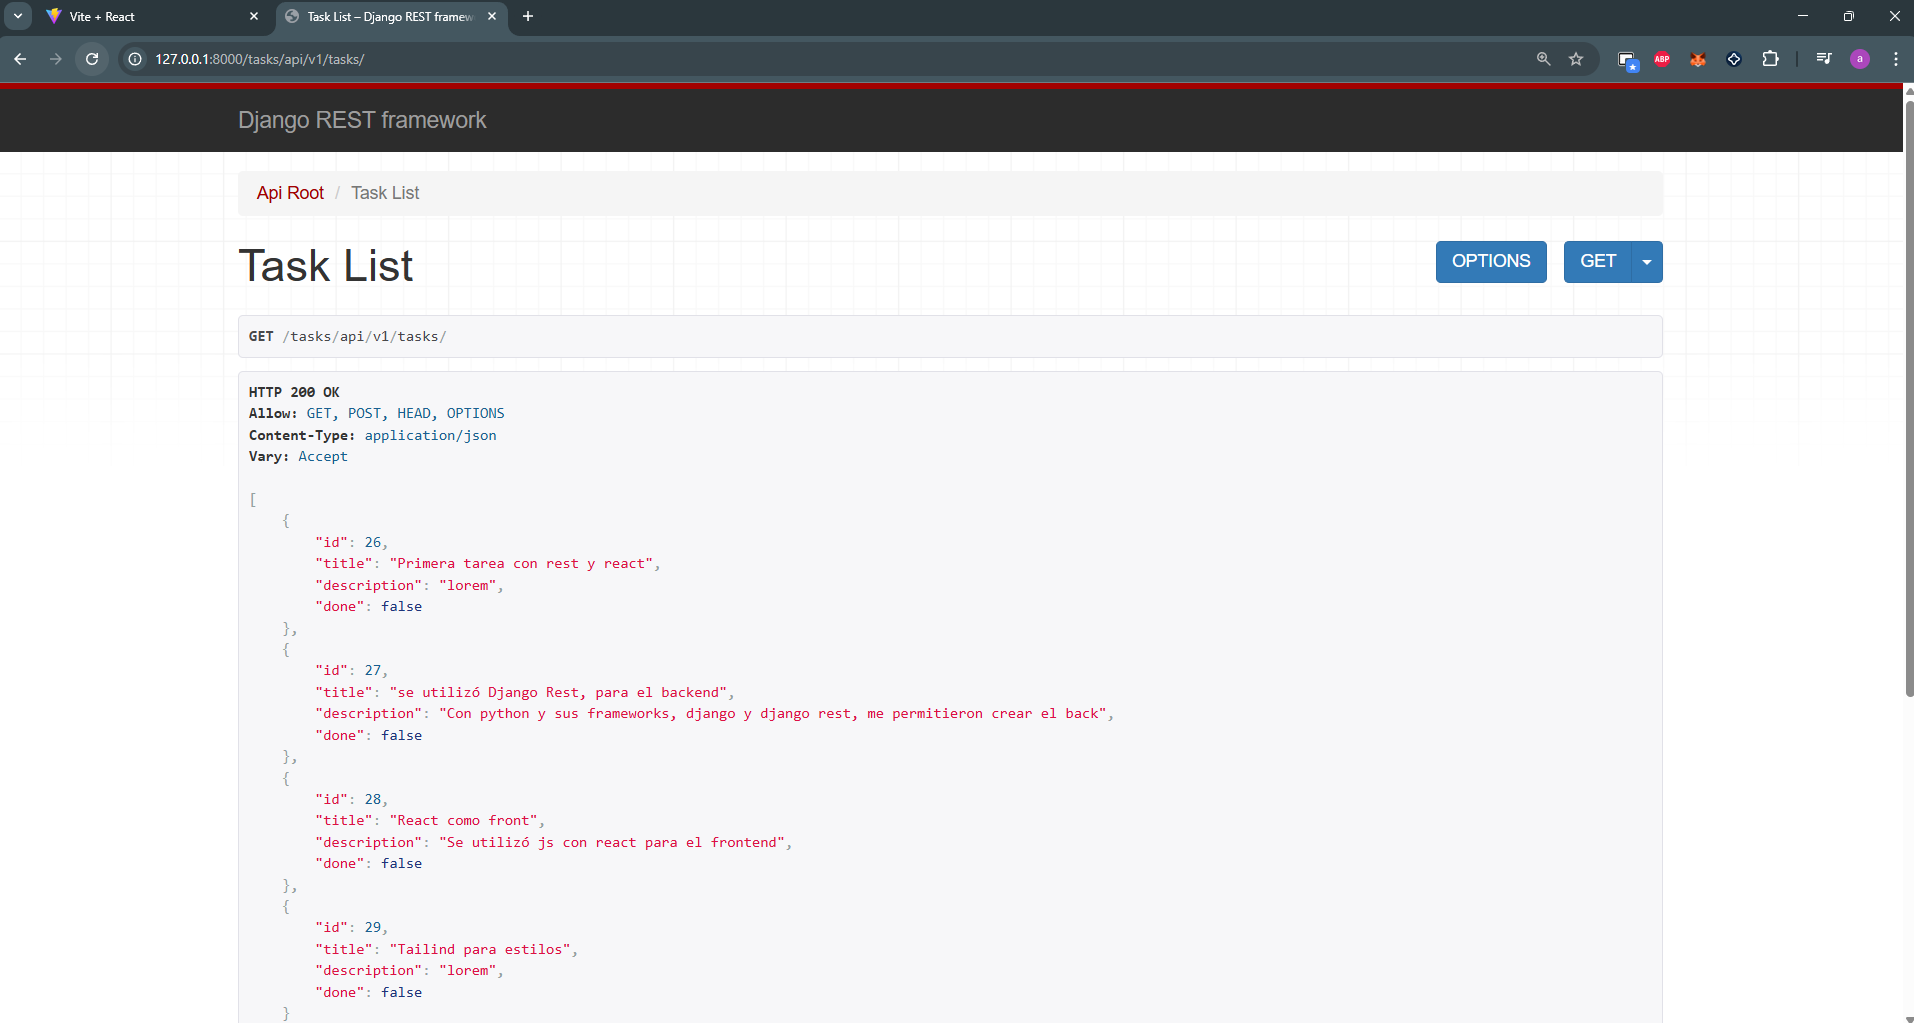 Vite + React
Task List – Django REST framew
127.0.0.1:8000/tasks/api/v1/tasks/
ABP
a
Django REST framework
Api Root / Task List
Task List
OPTIONS
GET
GET /tasks/api/v1/tasks/
HTTP 200 OK
Allow: GET, POST, HEAD, OPTIONS
Content-Type: application/json
Vary: Accept
[
{
"id": 26,
"title": "Primera tarea con rest y react",
"description": "lorem",
"done": false
},
{
"id": 27,
"title": "se utilizó Django Rest, para el backend",
"description": "Con python y sus frameworks, django y django rest, me permitieron crear el back",
"done": false
},
{
"id": 28,
"title": "React como front",
"description": "Se utilizó js con react para el frontend",
"done": false
},
{
"id": 29,
"title": "Tailind para estilos",
"description": "lorem",
"done": false
}